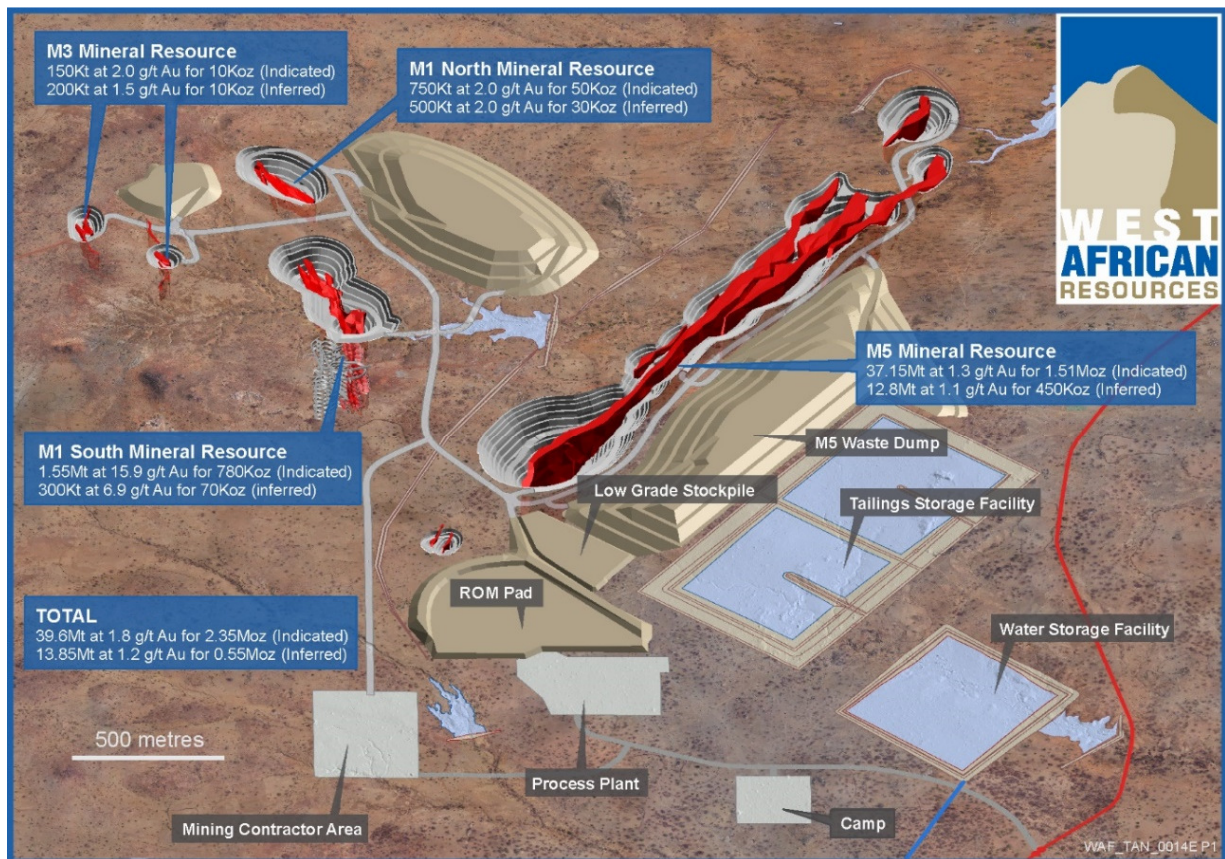 M3 Mineral Resource
150Kt at 2.0 g/t Au for 10Koz (Indicated)
200Kt at 1.5 g/t Au for 10Koz (Inferred)
M1 North Mineral Resource
750Kt at 2.0 g/t Au for 50Koz (Indicated)
500Kt at 2.0 g/t Au for 30Koz (Inferred)
WEST
AFRICAN
RESOURCES
M5 Mineral Resource
37.15Mt at 1.3 g/t Au for 1.51Moz (Indicated)
12.8Mt at 1.1 g/t Au for 450Koz (Inferred)
M1 South Mineral Resource
1.55Mt at 15.9 g/t Au for 780Koz (Indicated)
300Kt at 6.9 g/t Au for 70Koz (inferred)
M5 Waste Dump
Low Grade Stockpile
Tailings Storage Facility
ROM Pad
TOTAL
39.6Mt at 1.8 g/t Au for 2.35Moz (Indicated)
13.85Mt at 1.2 g/t Au for 0.55Moz (Inferred)
Water Storage Facility
500 metres
Process Plant
Mining Contractor Area
Camp
WAF_TAN_0014E P1